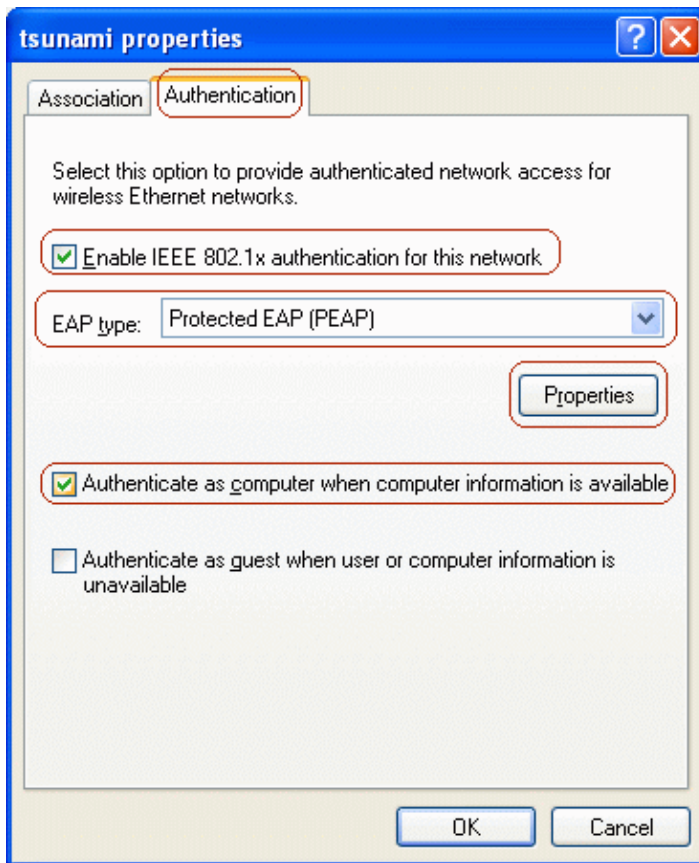 tsunami properties
Association
Authentication
Select this option to provide authenticated network access for
wireless Ethernet networks.
Enable IEEE 802.1x authentication for this network
EAP type:
Protected EAP (PEAP)
Properties
Authenticate as computer when computer information is available
Authenticate as guest when user or computer information is
unavailable
OK
Cancel